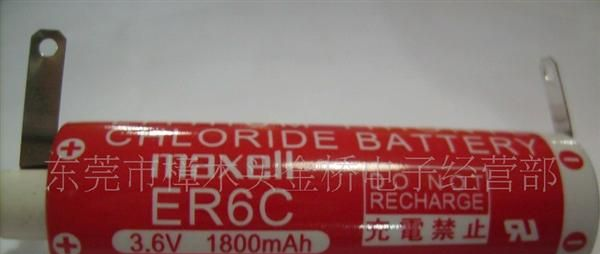 CHLORIDE BATTERY
maxell
东莞市樟木头金桥电子经营部
ER6C
DO NOT
RECHARGE
充電禁止
3.6V 1800mAh